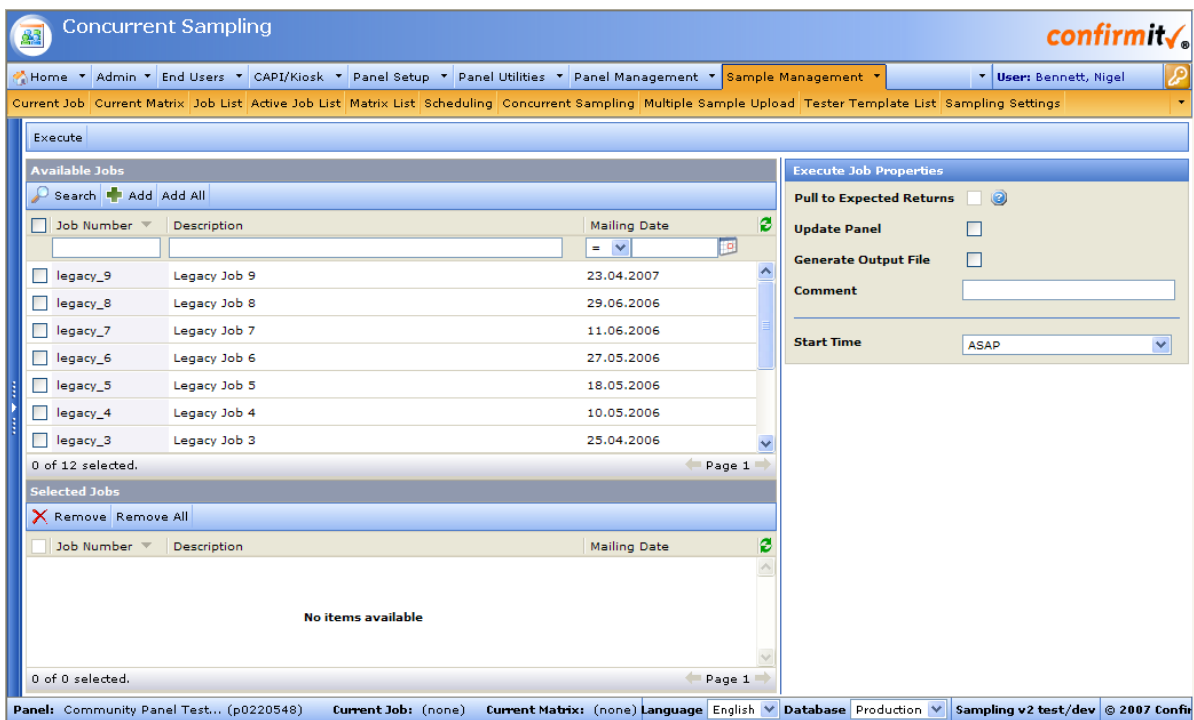 Concurrent Sampling
confirmit®
Home Admin End Users CAPI/Kiosk Panel Setup Panel Utilities Panel Management Sample Management User: Bennett, Nigel
Current Job Current Matrix Job List Active Job List Matrix List Scheduling Concurrent Sampling Multiple Sample Upload Tester Template List Sampling Settings
Execute
Available Jobs
Search Add Add All
Job Number Description Mailing Date
=
legacy_9 Legacy Job 9 23.04.2007
legacy_8 Legacy Job 8 29.06.2006
legacy_7 Legacy Job 7 11.06.2006
legacy_6 Legacy Job 6 27.05.2006
legacy_5 Legacy Job 5 18.05.2006
legacy_4 Legacy Job 4 10.05.2006
legacy_3 Legacy Job 3 25.04.2006
0 of 12 selected. Page 1
Selected Jobs
Remove Remove All
Job Number Description Mailing Date
No items available
0 of 0 selected. Page 1
Execute Job Properties
Pull to Expected Returns ?
Update Panel
Generate Output File
Comment
Start Time ASAP
Panel: Community Panel Test... (p0220548) Current Job: (none) Current Matrix: (none) Language English Database Production Sampling v2 test/dev © 2007 Confir